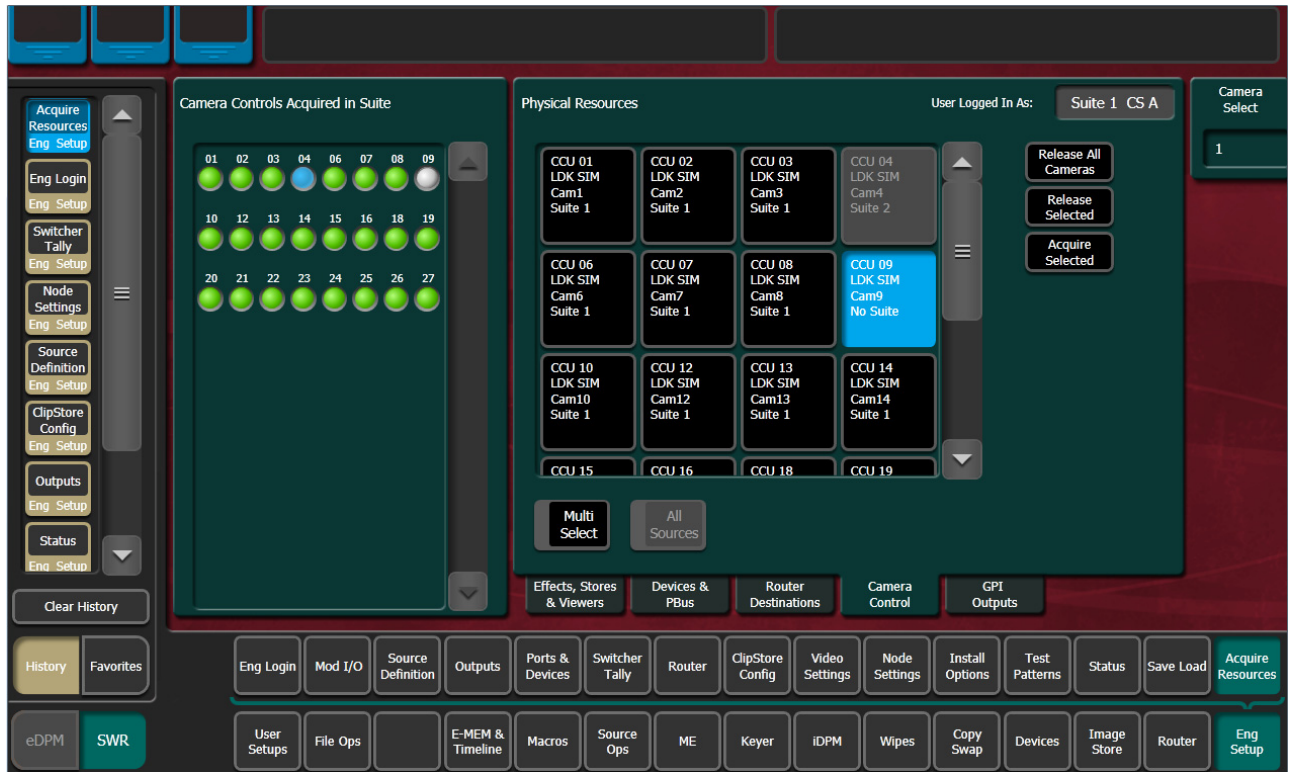 Acquire
Resources
Eng Setup
Eng Login
Eng Setup
Switcher
Tally
Eng Setup
Node
Settings
Eng Setup
Source
Definition
Eng Setup
ClipStore
Config
Eng Setup
Outputs
Eng Setup
Status
Eng Setup
Clear History
History
Favorites
eDPM
SWR
Camera Controls Acquired in Suite
01 02 03 04 06 07 08 09
10 12 13 14 15 16 18 19
20 21 22 23 24 25 26 27
Physical Resources
User Logged In As:
Suite 1 CS A
CCU 01
LDK SIM
Cam1
Suite 1
CCU 02
LDK SIM
Cam2
Suite 1
CCU 03
LDK SIM
Cam3
Suite 1
CCU 04
LDK SIM
Cam4
Suite 2
CCU 06
LDK SIM
Cam6
Suite 1
CCU 07
LDK SIM
Cam7
Suite 1
CCU 08
LDK SIM
Cam8
Suite 1
CCU 09
LDK SIM
Cam9
No Suite
CCU 10
LDK SIM
Cam10
Suite 1
CCU 12
LDK SIM
Cam12
Suite 1
CCU 13
LDK SIM
Cam13
Suite 1
CCU 14
LDK SIM
Cam14
Suite 1
CCU 15
CCU 16
CCU 18
CCU 19
Release All
Cameras
Release
Selected
Acquire
Selected
Multi
Select
All
Sources
Effects, Stores
& Viewers
Devices &
PBus
Router
Destinations
Camera
Control
GPI
Outputs
Camera
Select
1
Eng Login
Mod I/O
Source
Definition
Outputs
Ports &
Devices
Switcher
Tally
Router
ClipStore
Config
Video
Settings
Node
Settings
Install
Options
Test
Patterns
Status
Save Load
Acquire
Resources
User
Setups
File Ops
E-MEM &
Timeline
Macros
Source
Ops
ME
Keyer
iDPM
Wipes
Copy
Swap
Devices
Image
Store
Router
Eng
Setup